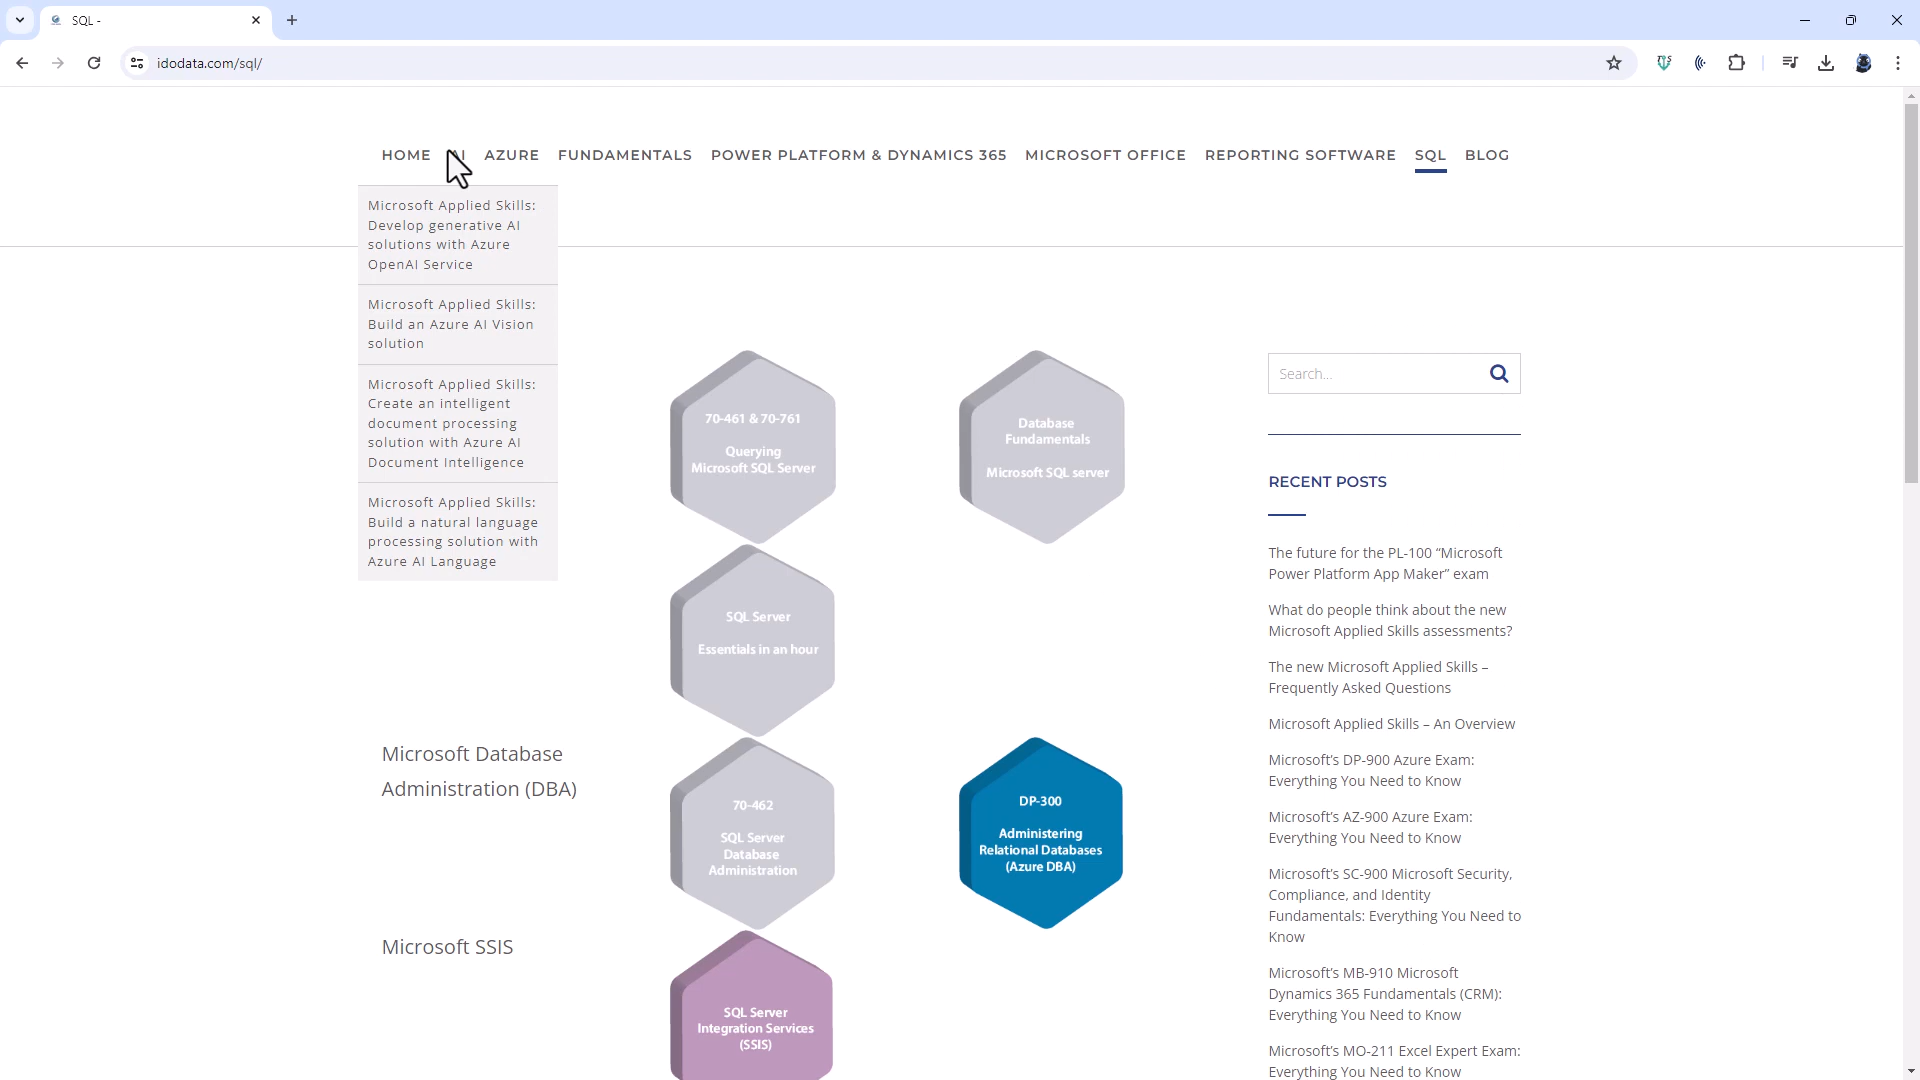 SQL -
idodata.com/sql/
HOME AI AZURE FUNDAMENTALS POWER PLATFORM & DYNAMICS 365 MICROSOFT OFFICE REPORTING SOFTWARE SQL BLOG
Microsoft Applied Skills:
Develop generative AI
solutions with Azure
OpenAI Service
Microsoft Applied Skills:
Build an Azure AI Vision
solution
Microsoft Applied Skills:
Create an intelligent
document processing
solution with Azure AI
Document Intelligence
Microsoft Applied Skills:
Build a natural language
processing solution with
Azure AI Language
70-461 & 70-761
Querying
Microsoft SQL Server
Database
Fundamentals
Microsoft SQL server
SQL Server
Essentials in an hour
Microsoft Database
Administration (DBA)
70-462
SQL Server
Database
Administration
DP-300
Administering
Relational Databases
(Azure DBA)
Microsoft SSIS
SQL Server
Integration Services
(SSIS)
Search...
RECENT POSTS
The future for the PL-100 “Microsoft
Power Platform App Maker” exam
What do people think about the new
Microsoft Applied Skills assessments?
The new Microsoft Applied Skills –
Frequently Asked Questions
Microsoft Applied Skills – An Overview
Microsoft’s DP-900 Azure Exam:
Everything You Need to Know
Microsoft’s AZ-900 Azure Exam:
Everything You Need to Know
Microsoft’s SC-900 Microsoft Security,
Compliance, and Identity
Fundamentals: Everything You Need to
Know
Microsoft’s MB-910 Microsoft
Dynamics 365 Fundamentals (CRM):
Everything You Need to Know
Microsoft’s MO-211 Excel Expert Exam:
Everything You Need to Know